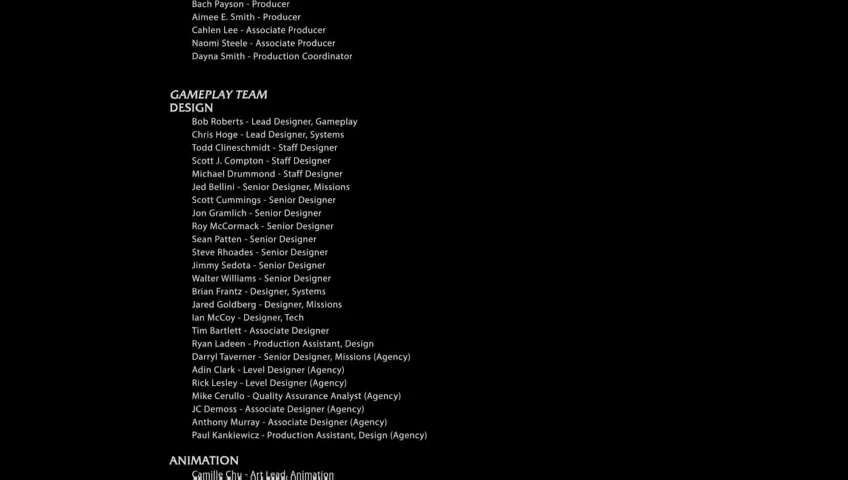 Bach Payson - Producer
Aimee E. Smith - Producer
Cahlen Lee - Associate Producer
Naomi Steele - Associate Producer
Dayna Smith - Production Coordinator
GAMEPLAY TEAM
DESIGN
Bob Roberts - Lead Designer, Gameplay
Chris Hoge - Lead Designer, Systems
Todd Clineschmidt - Staff Designer
Scott J. Compton - Staff Designer
Michael Drummond - Staff Designer
Jed Bellini - Senior Designer, Missions
Scott Cummings - Senior Designer
Jon Gramlich - Senior Designer
Roy McCormack - Senior Designer
Sean Patten - Senior Designer
Steve Rhoades - Senior Designer
Jimmy Sedota - Senior Designer
Walter Williams - Senior Designer
Brian Frantz - Designer, Systems
Jared Goldberg - Designer, Missions
Ian McCoy - Designer, Tech
Tim Bartlett - Associate Designer
Ryan Ladeen - Production Assistant, Design
Darryl Taverner - Senior Designer, Missions (Agency)
Adin Clark - Level Designer (Agency)
Rick Lesley - Level Designer (Agency)
Mike Cerullo - Quality Assurance Analyst (Agency)
JC Demoss - Associate Designer (Agency)
Anthony Murray - Associate Designer (Agency)
Paul Kankiewicz - Production Assistant, Design (Agency)
ANIMATION
Camille Chu - Art Lead, Animation